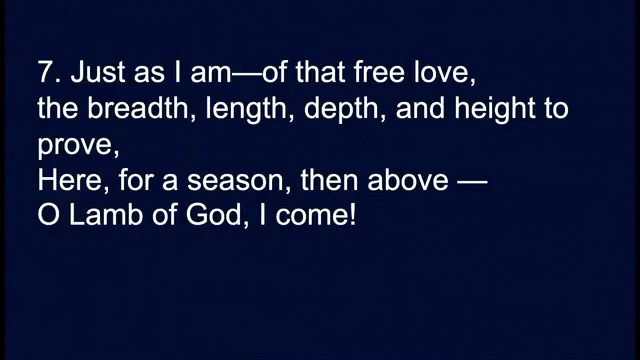 7. Just as I am—of that free love,
the breadth, length, depth, and height to
prove,
Here, for a season, then above —
O Lamb of God, I come!